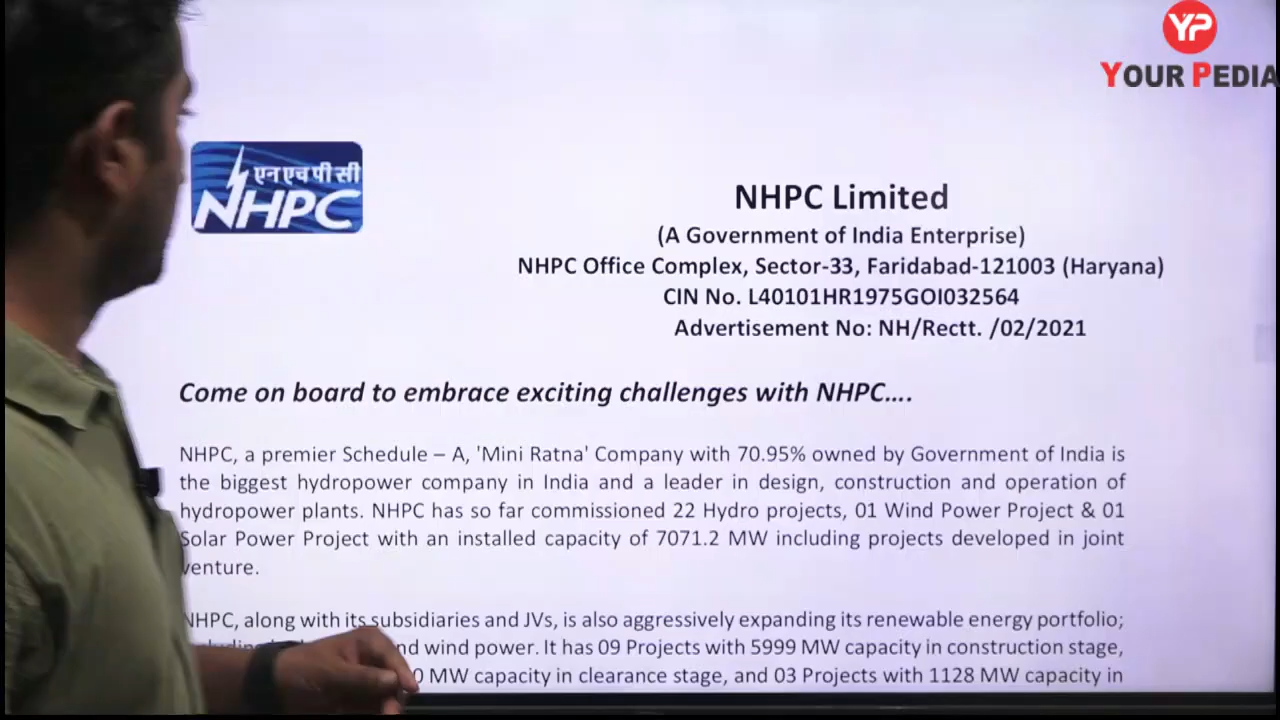 YP
YOUR PEDIA
एन एच पी सी
NHPC
NHPC Limited
(A Government of India Enterprise)
NHPC Office Complex, Sector-33, Faridabad-121003 (Haryana)
CIN No. L40101HR1975GOI032564
Advertisement No: NH/Rectt. /02/2021
Come on board to embrace exciting challenges with NHPC....
NHPC, a premier Schedule – A, 'Mini Ratna' Company with 70.95% owned by Government of India is
the biggest hydropower company in India and a leader in design, construction and operation of
hydropower plants. NHPC has so far commissioned 22 Hydro projects, 01 Wind Power Project & 01
Solar Power Project with an installed capacity of 7071.2 MW including projects developed in joint
venture.
NHPC, along with its subsidiaries and JVs, is also aggressively expanding its renewable energy portfolio;
wind power. It has 09 Projects with 5999 MW capacity in construction stage,
MW capacity in clearance stage, and 03 Projects with 1128 MW capacity in